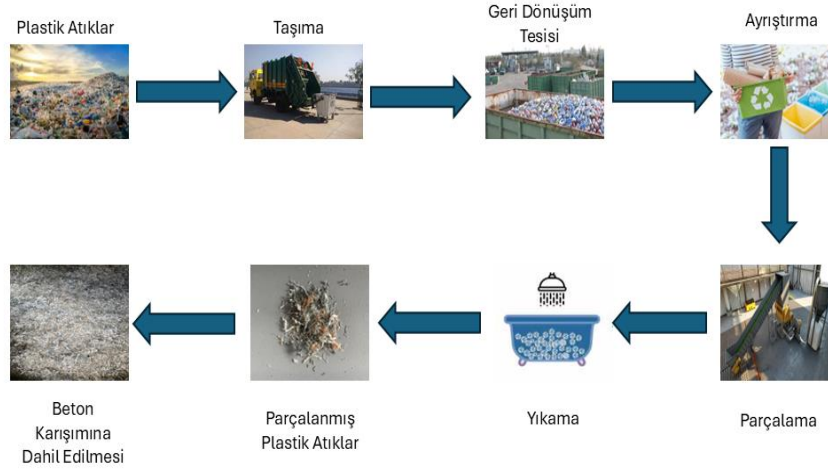 Plastik Atıklar
Taşıma
Geri Dönüşüm
Tesisi
Ayrıştırma
Beton
Karışımına
Dahil Edilmesi
Parçalanmış
Plastik Atıklar
Yıkama
Parçalama